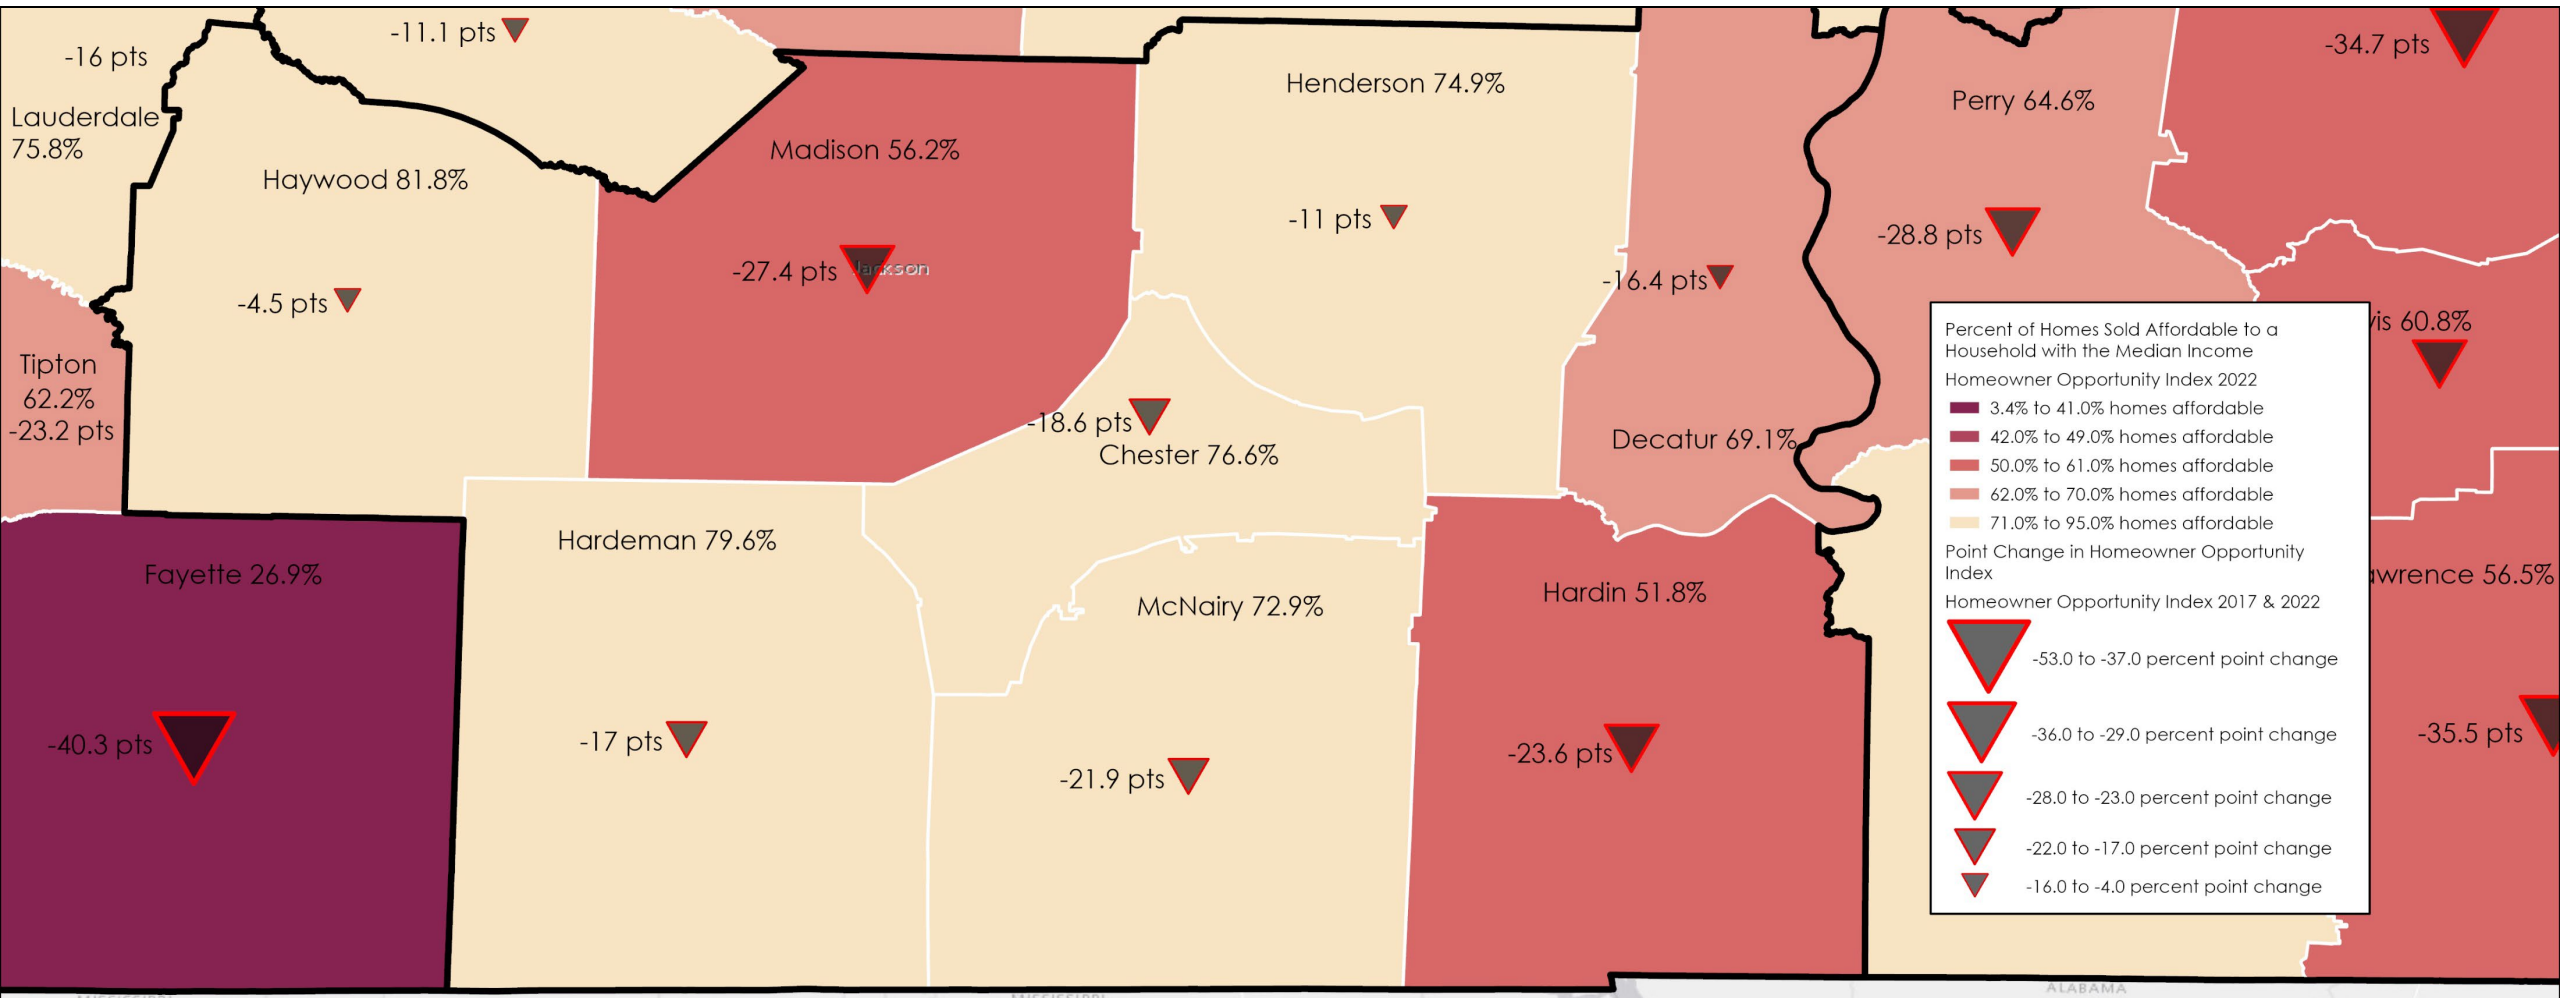 -11.1 pts
-34.7 pts
-16 pts
Henderson 74.9%
Perry 64.6%
Lauderdale
75.8%
Madison 56.2%
Haywood 81.8%
-11 pts
-28.8 pts
-27.4 pts
Jackson
-16.4 pts
-4.5 pts
vis 60.8%
Tipton
62.2%
-23.2 pts
-18.6 pts
Chester 76.6%
Decatur 69.1%
Hardeman 79.6%
Fayette 26.9%
McNairy 72.9%
Hardin 51.8%
awrence 56.5%
-40.3 pts
-17 pts
-21.9 pts
-23.6 pts
-35.5 pts
Percent of Homes Sold Affordable to a
Household with the Median Income
Homeowner Opportunity Index 2022
3.4% to 41.0% homes affordable
42.0% to 49.0% homes affordable
50.0% to 61.0% homes affordable
62.0% to 70.0% homes affordable
71.0% to 95.0% homes affordable
Point Change in Homeowner Opportunity
Index
Homeowner Opportunity Index 2017 & 2022
-53.0 to -37.0 percent point change
-36.0 to -29.0 percent point change
-28.0 to -23.0 percent point change
-22.0 to -17.0 percent point change
-16.0 to -4.0 percent point change
ALABAMA